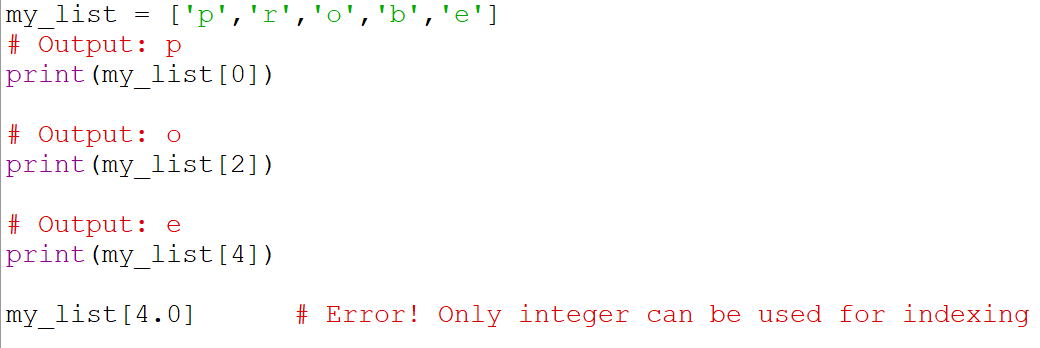 my_list = ['p','r','o','b','e']
# Output: p
print(my_list[0])
# Output: o
print(my_list[2])
# Output: e
print(my_list[4])
my_list[4.0] # Error! Only integer can be used for indexing